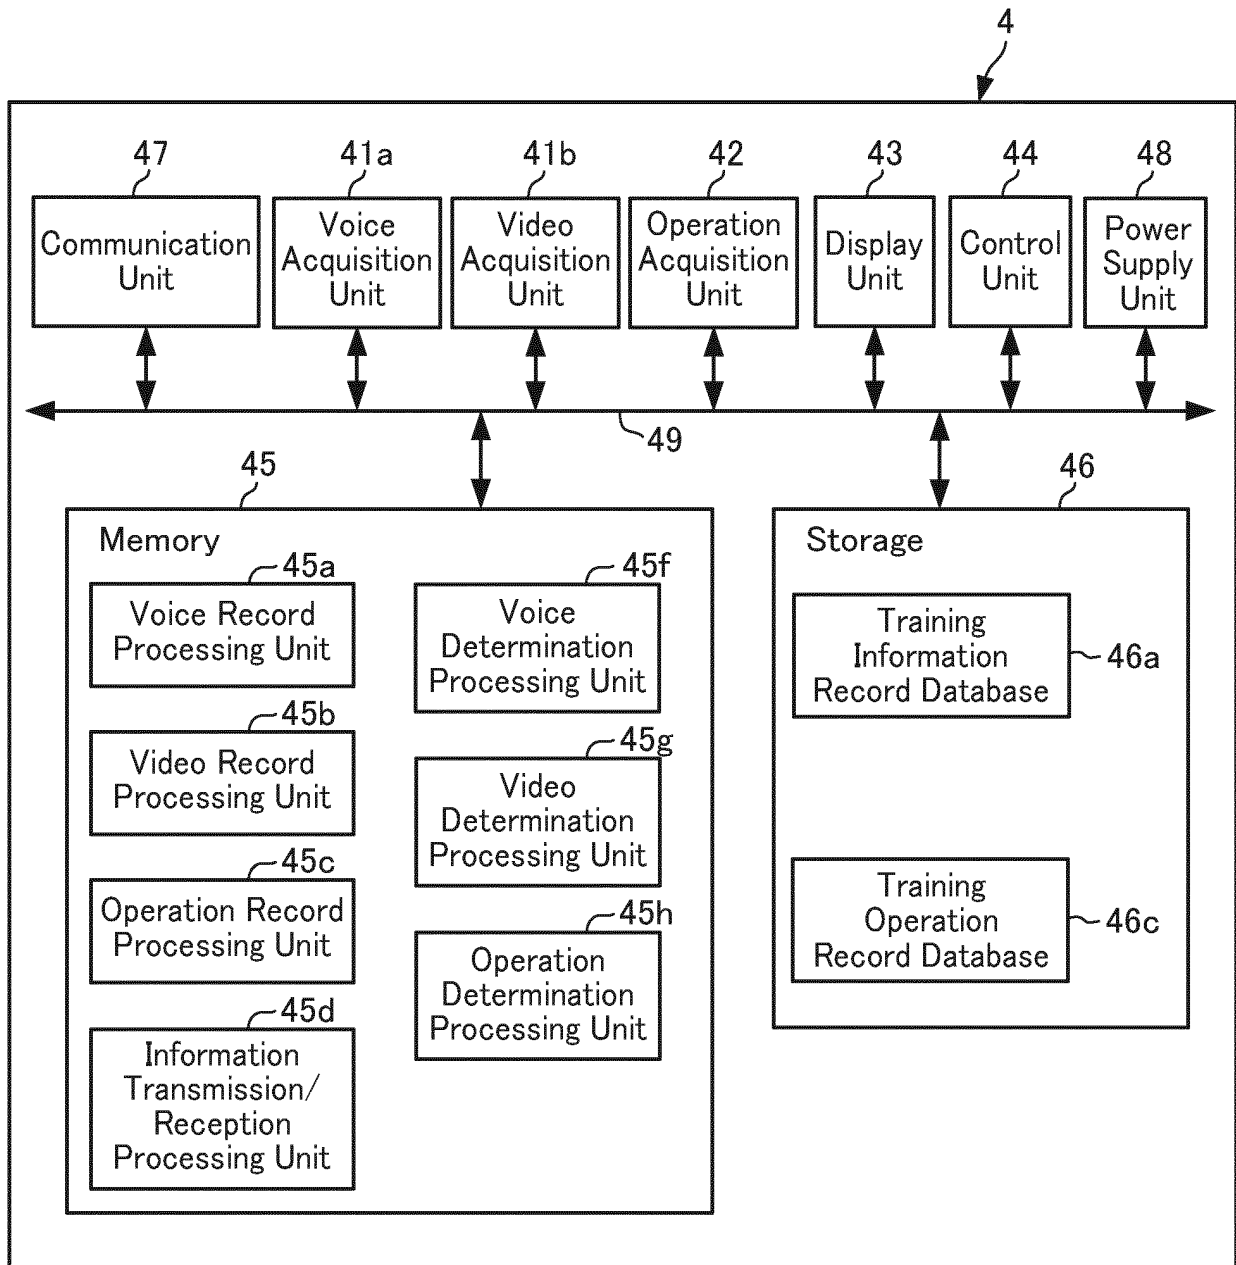 4
47
41a
41b
42
43
44
48
Communication
Unit
Voice
Acquisition
Unit
Video
Acquisition
Unit
Operation
Acquisition
Unit
Display
Unit
Control
Unit
Power
Supply
Unit
49
45
Memory
45a
Voice Record
Processing Unit
45b
Video Record
Processing Unit
45c
Operation Record
Processing Unit
45d
Information
Transmission/
Reception
Processing Unit
45f
Voice
Determination
Processing Unit
45g
Video
Determination
Processing Unit
45h
Operation
Determination
Processing Unit
46
Storage
Training
Information
Record Database
46a
Training
Operation
Record Database
46c